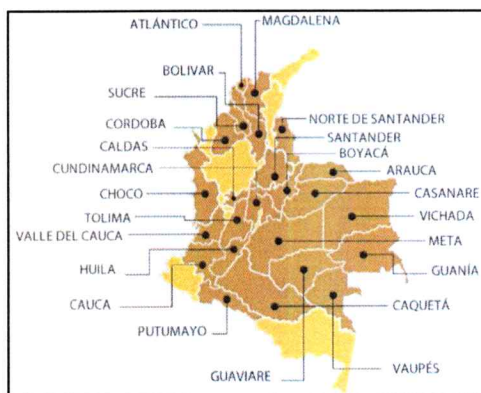 ATLÁNTICO
MAGDALENA
BOLIVAR
SUCRE
CORDOBA
CALDAS
CUNDINAMARCA
CHOCO
TOLIMA
VALLE DEL CAUCA
HUILA
CAUCA
PUTUMAYO
GUAVIARE
NORTE DE SANTANDER
SANTANDER
BOYACÁ
ARAUCA
CASANARE
VICHADA
META
GUANÍA
CAQUETÁ
VAUPÉS